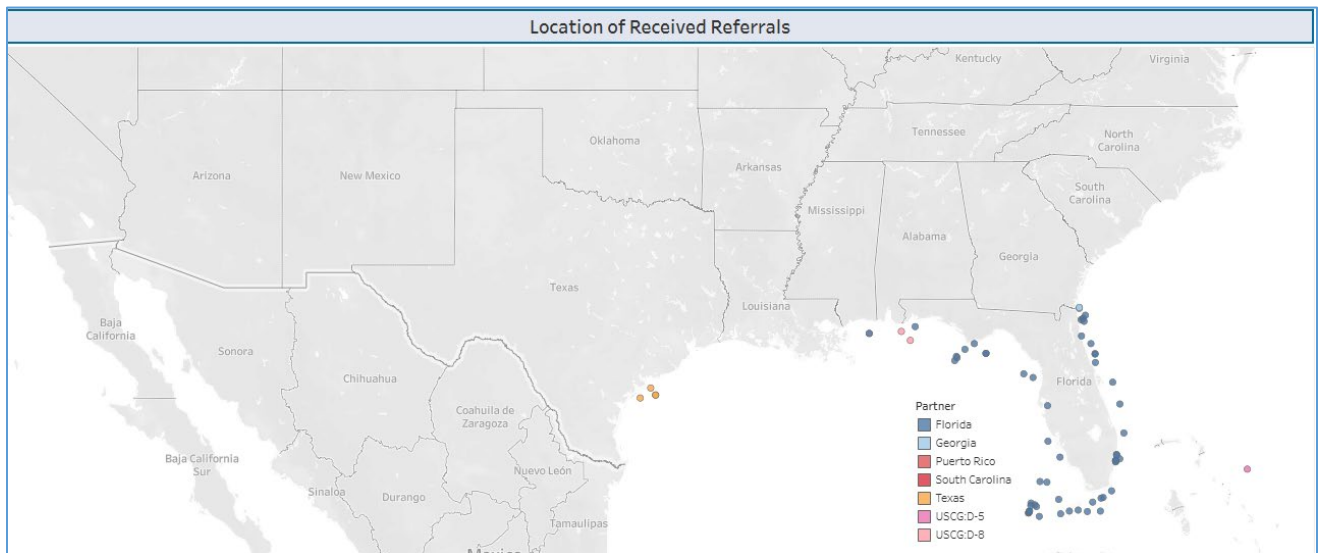 Location of Received Referrals
Kentucky
Virginia
Oklahoma
Tennessee
North
Carolina
Arizona
New Mexico
Arkansas
South
Carolina
Mississippi
Alabama
Georgia
Texas
Louisiana
Baja
California
Sonora
Chihuahua
Florida
Coahuila de
Zaragoza
Partner
Florida
Georgia
Puerto Rico
South Carolina
Texas
USCG:D-5
USCG:D-8
Baja California
Sur
Nuevo León
Sinaloa
Durango
Tamaulipas